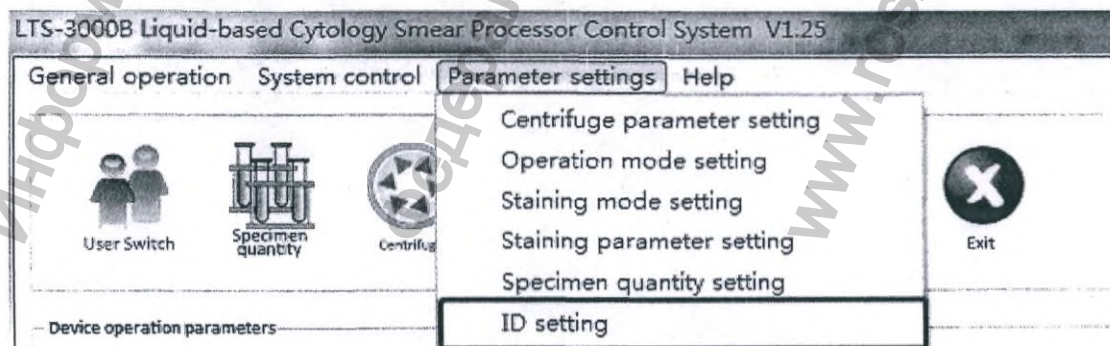 LTS-3000B Liquid-based Cytology Smear Processor Control System V1.25
General operation System control Parameter settings Help
Centrifuge parameter setting
Operation mode setting
Staining mode setting
Staining parameter setting
Specimen quantity setting
ID setting
User Switch
Specimen quantity
Centrifug
Exit
Device operation parameters